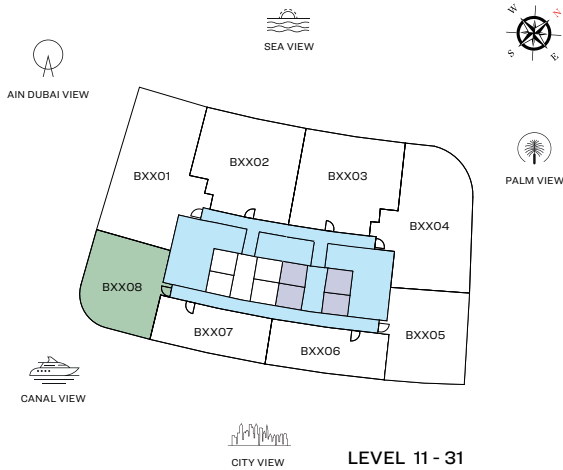 SEA VIEW
W
N
S
E
AIN DUBAI VIEW
PALM VIEW
BXX01
BXX02
BXX03
BXX04
BXX08
BXX07
BXX06
BXX05
CANAL VIEW
CITY VIEW
LEVEL 11 - 31